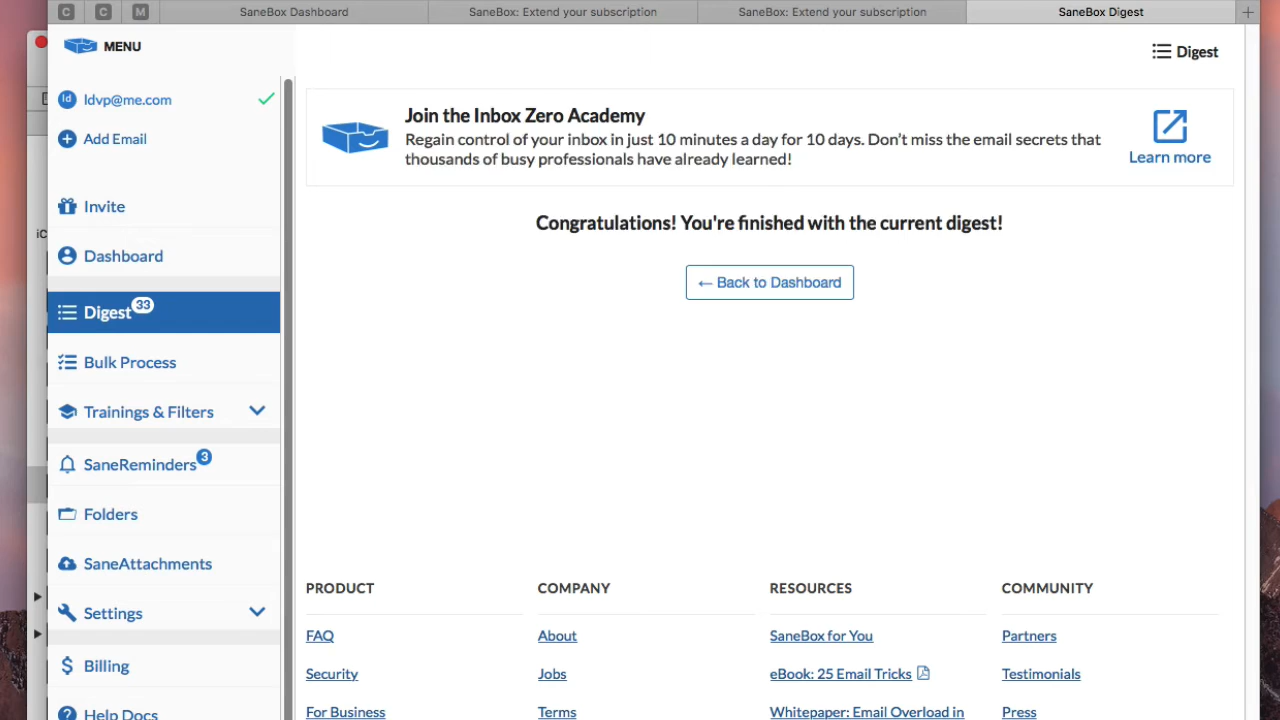 C
C
M
SaneBox Dashboard
SaneBox: Extend your subscription
SaneBox: Extend your subscription
SaneBox Digest
+
MENU
Digest
ld
ldvp@me.com
Add Email
Invite
Dashboard
Digest 33
Bulk Process
Trainings & Filters
SaneReminders 3
Folders
SaneAttachments
Settings
$ Billing
? Help Docs
iC
Join the Inbox Zero Academy
Regain control of your inbox in just 10 minutes a day for 10 days. Don't miss the email secrets that
thousands of busy professionals have already learned!
Learn more
Congratulations! You're finished with the current digest!
← Back to Dashboard
PRODUCT
FAQ
Security
For Business
COMPANY
About
Jobs
Terms
RESOURCES
SaneBox for You
eBook: 25 Email Tricks
Whitepaper: Email Overload in
COMMUNITY
Partners
Testimonials
Press